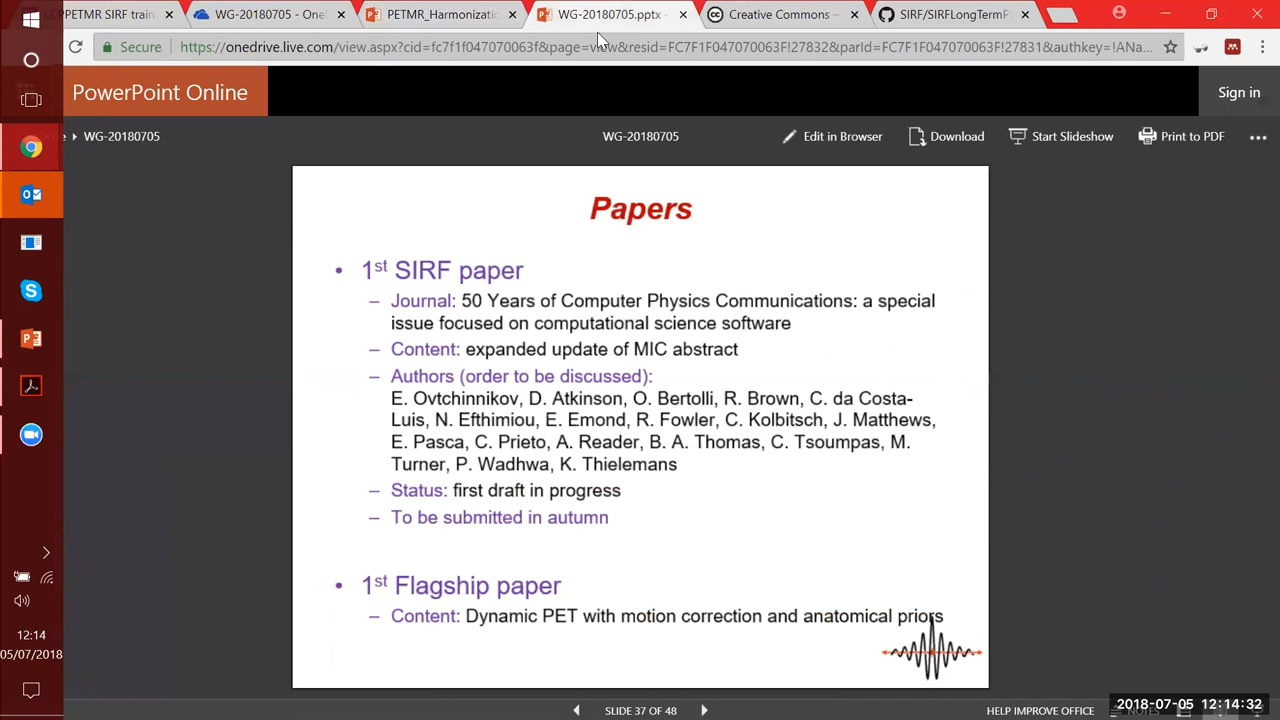 CPPETMR SIRF train
WG-20180705 - OneD
PETMR_Harmonizatio
WG-20180705.pptx -
Creative Commons –
SIRF/SIRFLongTermPl
Secure
https://onedrive.live.com/view.aspx?cid=fc7f1f047070063f&page=view&resid=FC7F1F047070063F!27832&parId=FC7F1F047070063F!27831&authkey=!ANa...
PowerPoint Online
Sign in
WG-20180705
WG-20180705
Edit in Browser
Download
Start Slideshow
Print to PDF
Papers
• 1st SIRF paper
– Journal: 50 Years of Computer Physics Communications: a special
issue focused on computational science software
– Content: expanded update of MIC abstract
– Authors (order to be discussed):
E. Ovtchinnikov, D. Atkinson, O. Bertolli, R. Brown, C. da Costa-
Luis, N. Efthimiou, E. Emond, R. Fowler, C. Kolbitsch, J. Matthews,
E. Pasca, C. Prieto, A. Reader, B. A. Thomas, C. Tsoumpas, M.
Turner, P. Wadhwa, K. Thielemans
– Status: first draft in progress
– To be submitted in autumn
• 1st Flagship paper
– Content: Dynamic PET with motion correction and anatomical priors
12:14
05/07/2018
SLIDE 37 OF 48
HELP IMPROVE OFFICE
NOTES
2018-07-05 12:14:32